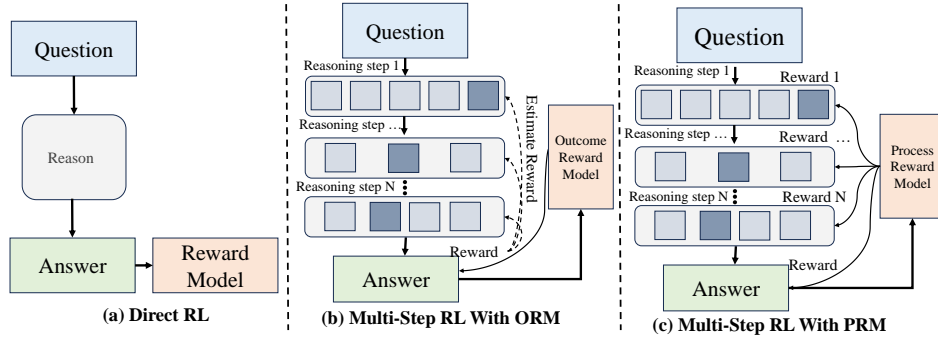 Question
Reason
Answer
Reward
Model
(a) Direct RL
Question
Reasoning step 1
Reasoning step …
Reasoning step N
Estimate Reward
Outcome
Reward
Model
Reward
Answer
(b) Multi-Step RL With ORM
Question
Reasoning step 1
Reward 1
Reasoning step …
Reward …
Reasoning step N
Reward N
Process
Reward
Model
Reward
Answer
(c) Multi-Step RL With PRM